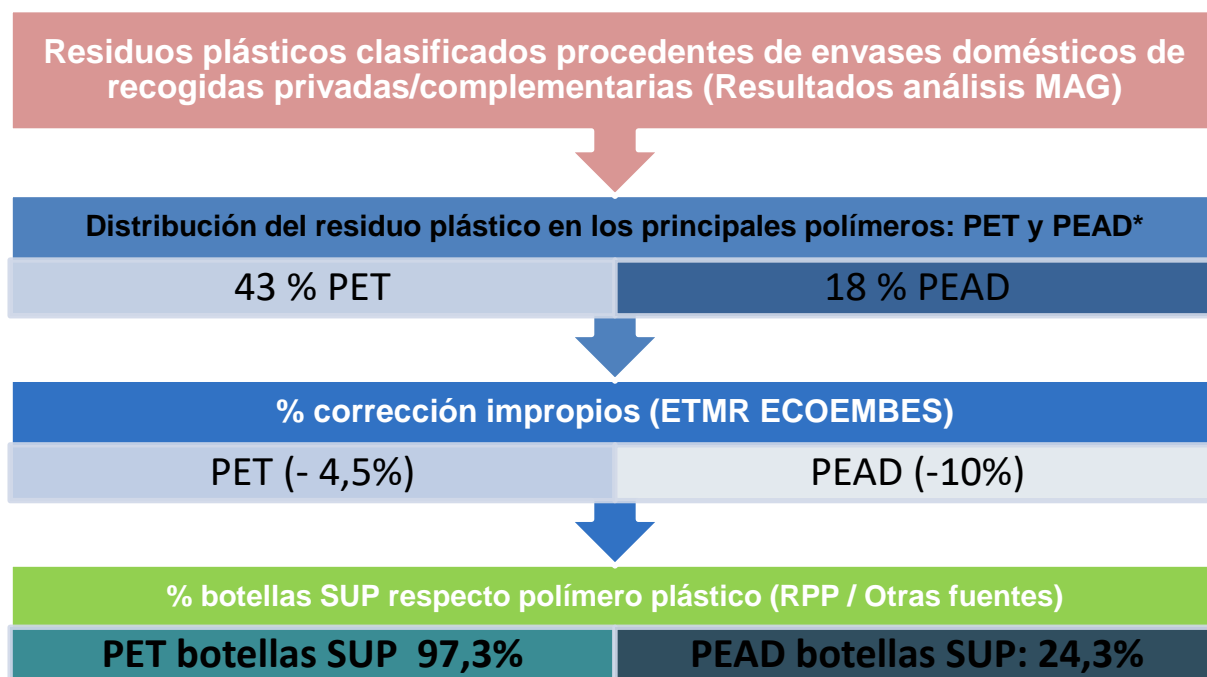 Residuos plásticos clasificados procedentes de envases domésticos de
recogidas privadas/complementarias (Resultados análisis MAG)
Distribución del residuo plástico en los principales polímeros: PET y PEAD*
43 % PET
18 % PEAD
% corrección impropios (ETMR ECOEMBES)
PET (- 4,5%)
PEAD (-10%)
% botellas SUP respecto polímero plástico (RPP / Otras fuentes)
PET botellas SUP 97,3%
PEAD botellas SUP: 24,3%